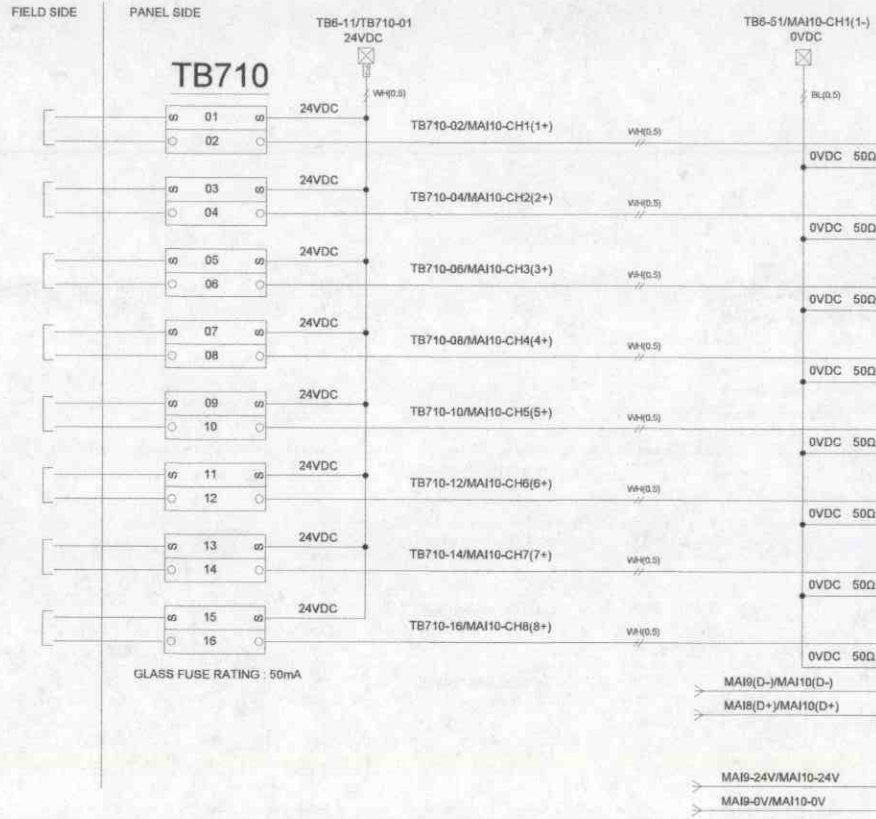 FIELD SIDE PANEL SIDE
TB6-11/TB710-01
24VDC
TB6-51/MAI10-CH1(1-)
0VDC
TB710
WH(0.5)
BL(0.5)
S 01 S 24VDC
TB710-02/MAI10-CH1(1+) WH(0.5)
02
0VDC 50Ω
S 03 S 24VDC
TB710-04/MAI10-CH2(2+) WH(0.5)
04
0VDC 50Ω
S 05 S 24VDC
TB710-06/MAI10-CH3(3+) WH(0.5)
06
0VDC 50Ω
S 07 S 24VDC
TB710-08/MAI10-CH4(4+) WH(0.5)
08
0VDC 50Ω
S 09 S 24VDC
TB710-10/MAI10-CH5(5+) WH(0.5)
10
0VDC 50Ω
S 11 S 24VDC
TB710-12/MAI10-CH6(6+) WH(0.5)
12
0VDC 50Ω
S 13 S 24VDC
TB710-14/MAI10-CH7(7+) WH(0.5)
14
0VDC 50Ω
S 15 S 24VDC
TB710-16/MAI10-CH8(8+) WH(0.5)
16
0VDC 50Ω
GLASS FUSE RATING : 50mA
MAI9(D-)/MAI10(D-)
MAI8(D+)/MAI10(D+)
MAI9-24V/MAI10-24V
MAI9-0V/MAI10-0V